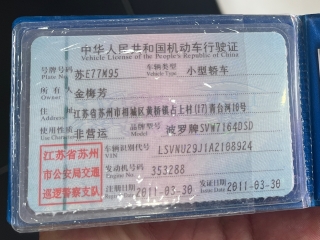 中华人民共和国机动车行驶证
Vehicle License of the People's Republic of China
号牌号码 苏E77M95 车辆类型 小型轿车
Plate No. Vehicle Type
所有人 金梅芳
Owner
住址 江苏省苏州市相城区黄桥镇占上村(17)青台河10号
Address
使用性质 非营运 品牌型号 波罗牌SVW7164DSD
Use Character Model
江苏省苏州 车辆识别代号 LSVNU29J1A2108924
VIN
市公安局交通 发动机号码 353288
Engine No.
巡逻警察支队 注册日期 2011-03-30 发证日期 2011-03-30
Register Date Issue Date